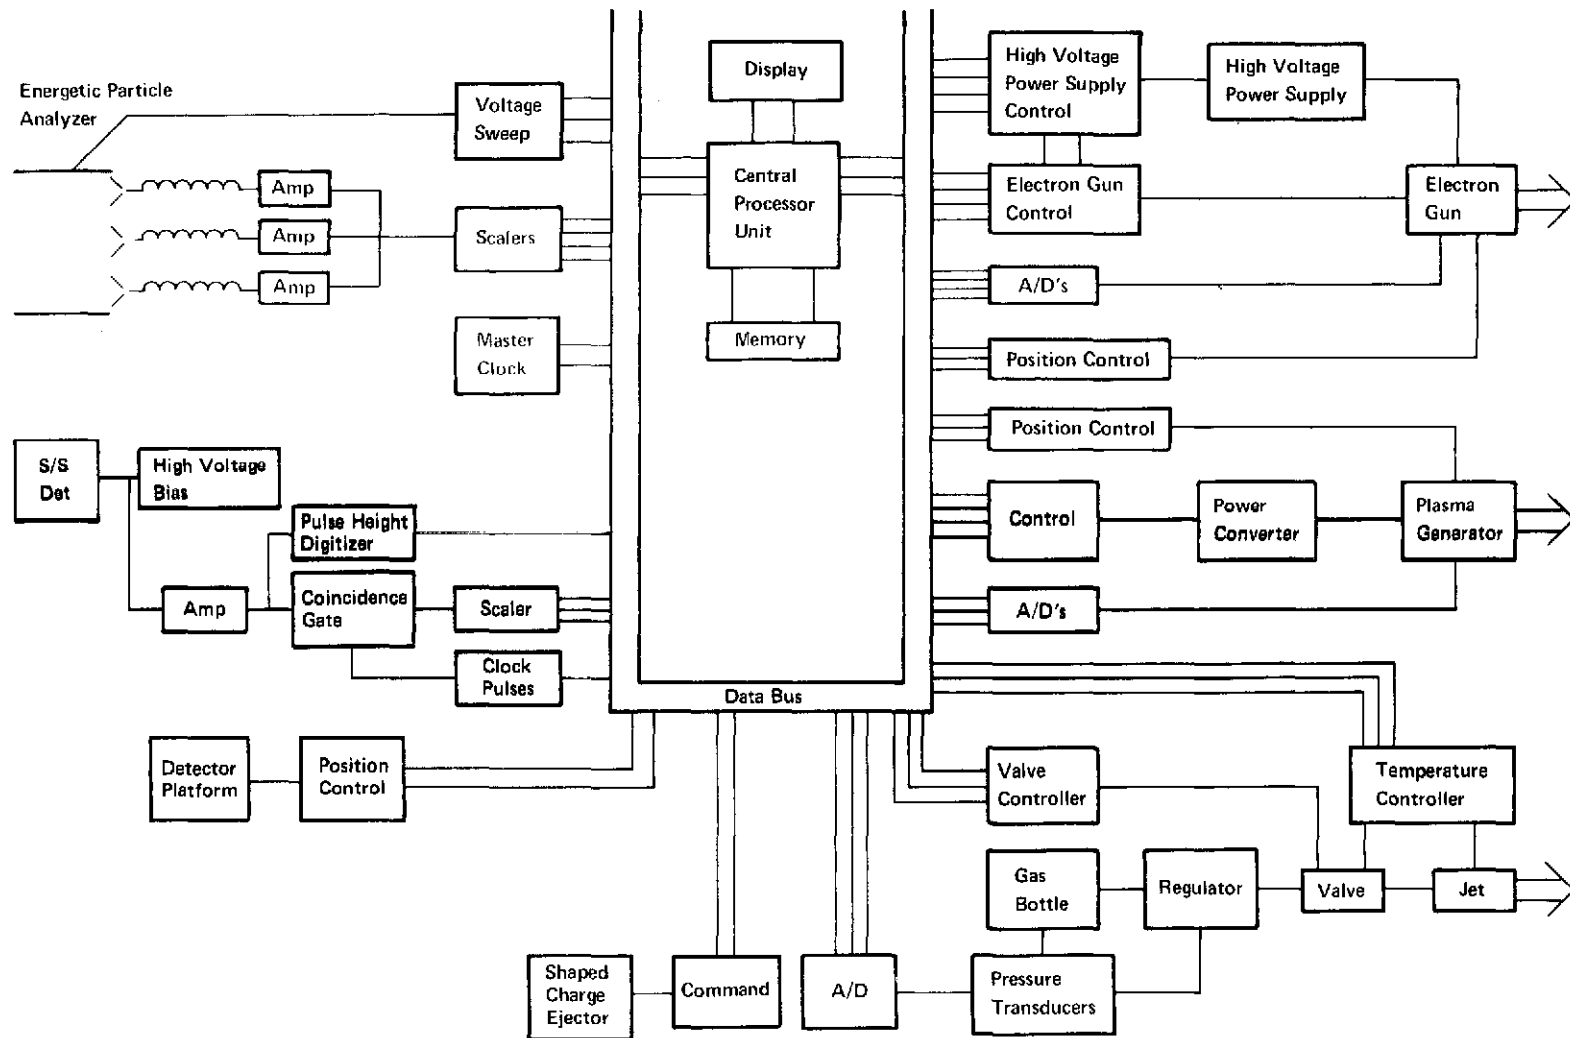 Energetic Particle
Analyzer
Voltage
Sweep
Amp
Amp
Amp
Scalers
Master
Clock
S/S
Det
High Voltage
Bias
Pulse Height
Digitizer
Amp
Coincidence
Gate
Scaler
Clock
Pulses
Detector
Platform
Position
Control
Display
Central
Processor
Unit
Memory
Data Bus
High Voltage
Power Supply
Control
High Voltage
Power Supply
Electron Gun
Control
Electron
Gun
A/D's
Position Control
Position Control
Control
Power
Converter
Plasma
Generator
A/D's
Valve
Controller
Temperature
Controller
Gas
Bottle
Regulator
Valve
Jet
Shaped
Charge
Ejector
Command
A/D
Pressure
Transducers